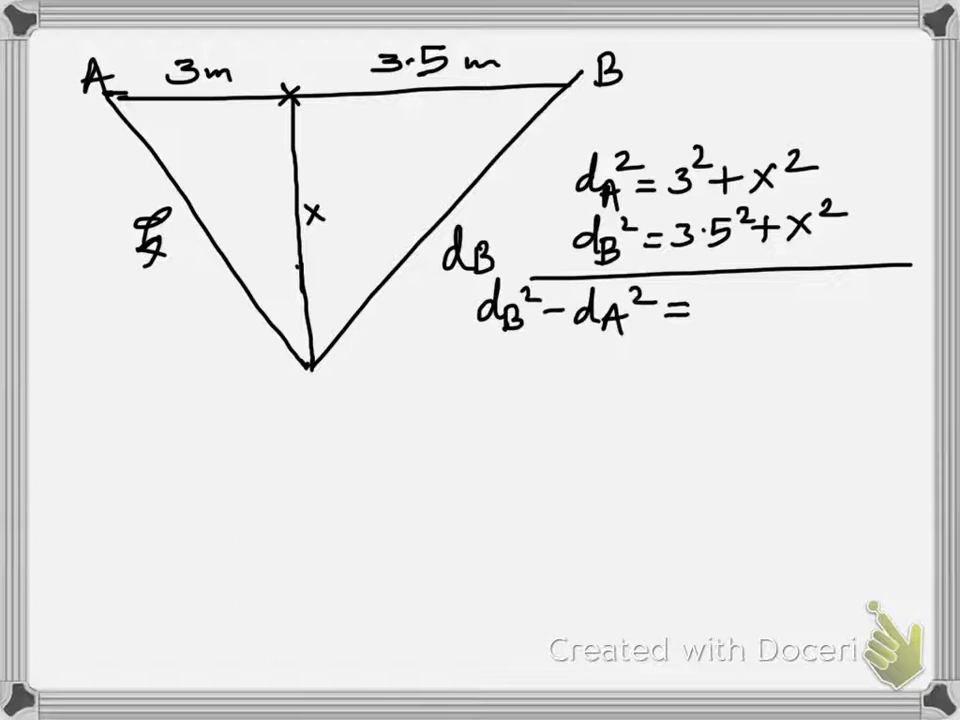 A 3m 3.5 m B
x
dB
dA² = 3² + x²
dB² = 3.5² + x²
dB² - dA² =
Created with Doceri